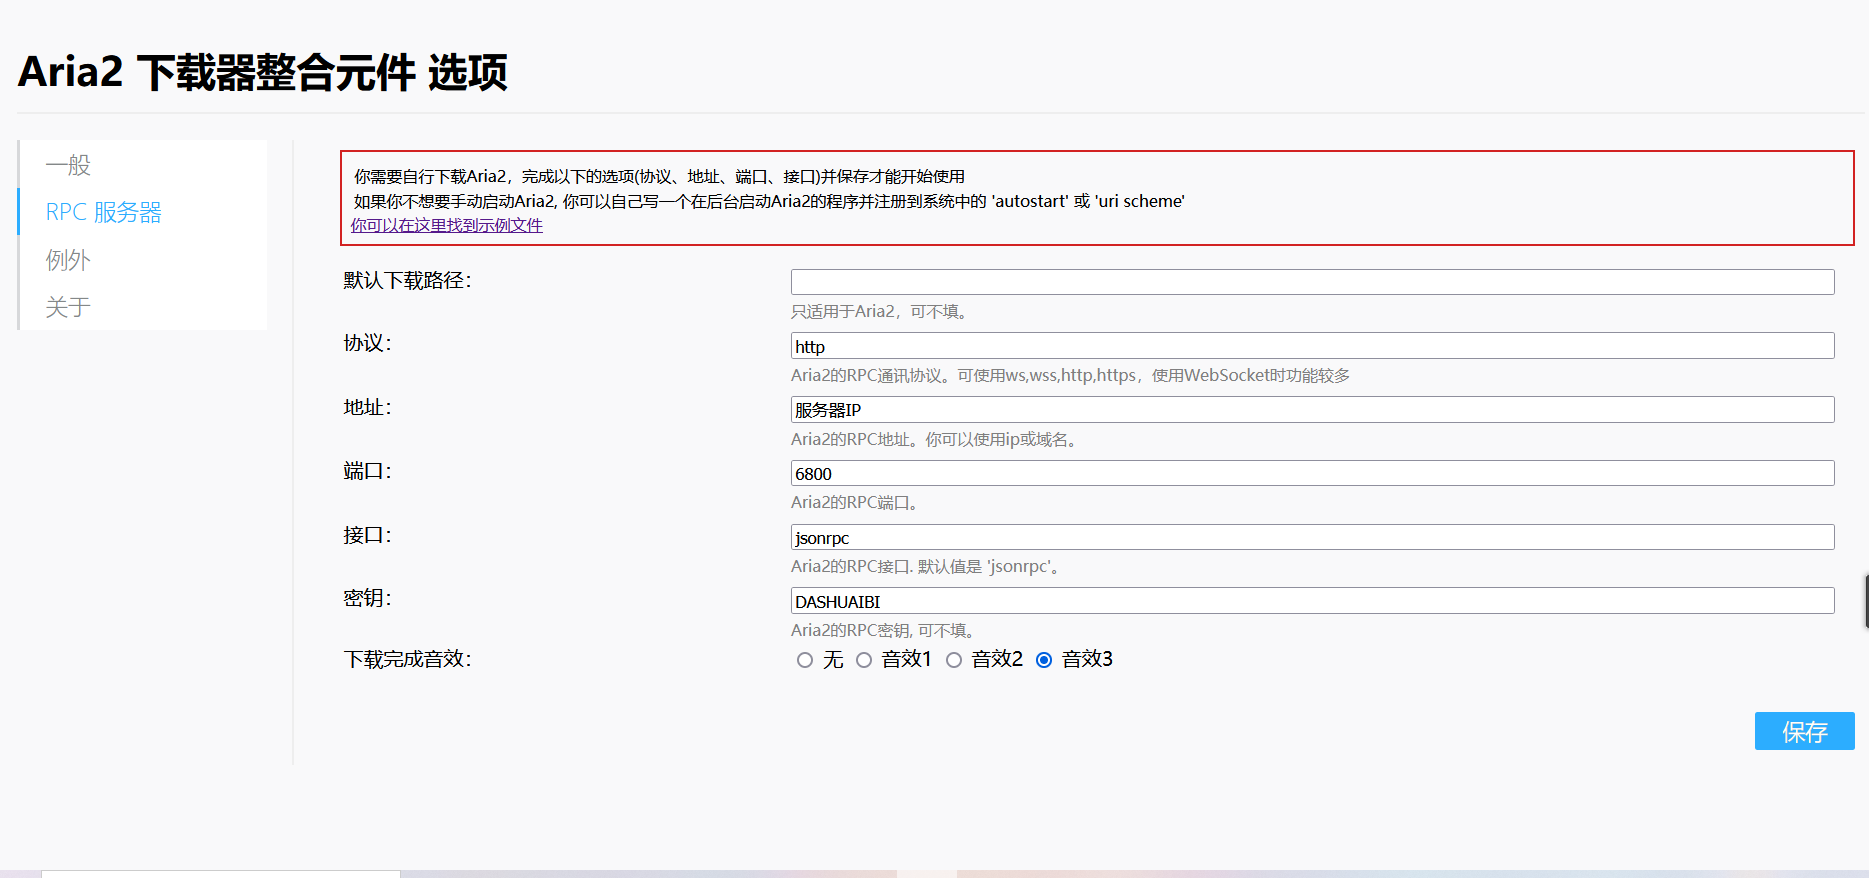 Aria2 下载器整合元件 选项
一般
RPC 服务器
例外
关于
你需要自行下载Aria2，完成以下的选项(协议、地址、端口、接口)并保存才能开始使用
如果你不想要手动启动Aria2, 你可以自己写一个在后台启动Aria2的程序并注册到系统中的 'autostart' 或 'uri scheme'
你可以在这里找到示例文件
默认下载路径：
只适用于Aria2，可不填。
协议： http
Aria2的RPC通讯协议。可使用ws,wss,http,https，使用WebSocket时功能较多
地址： 服务器IP
Aria2的RPC地址。你可以使用ip或域名。
端口： 6800
Aria2的RPC端口。
接口： jsonrpc
Aria2的RPC接口. 默认值是 'jsonrpc'。
密钥： DASHUAIBI
Aria2的RPC密钥, 可不填。
下载完成音效： 无 音效1 音效2 音效3
保存